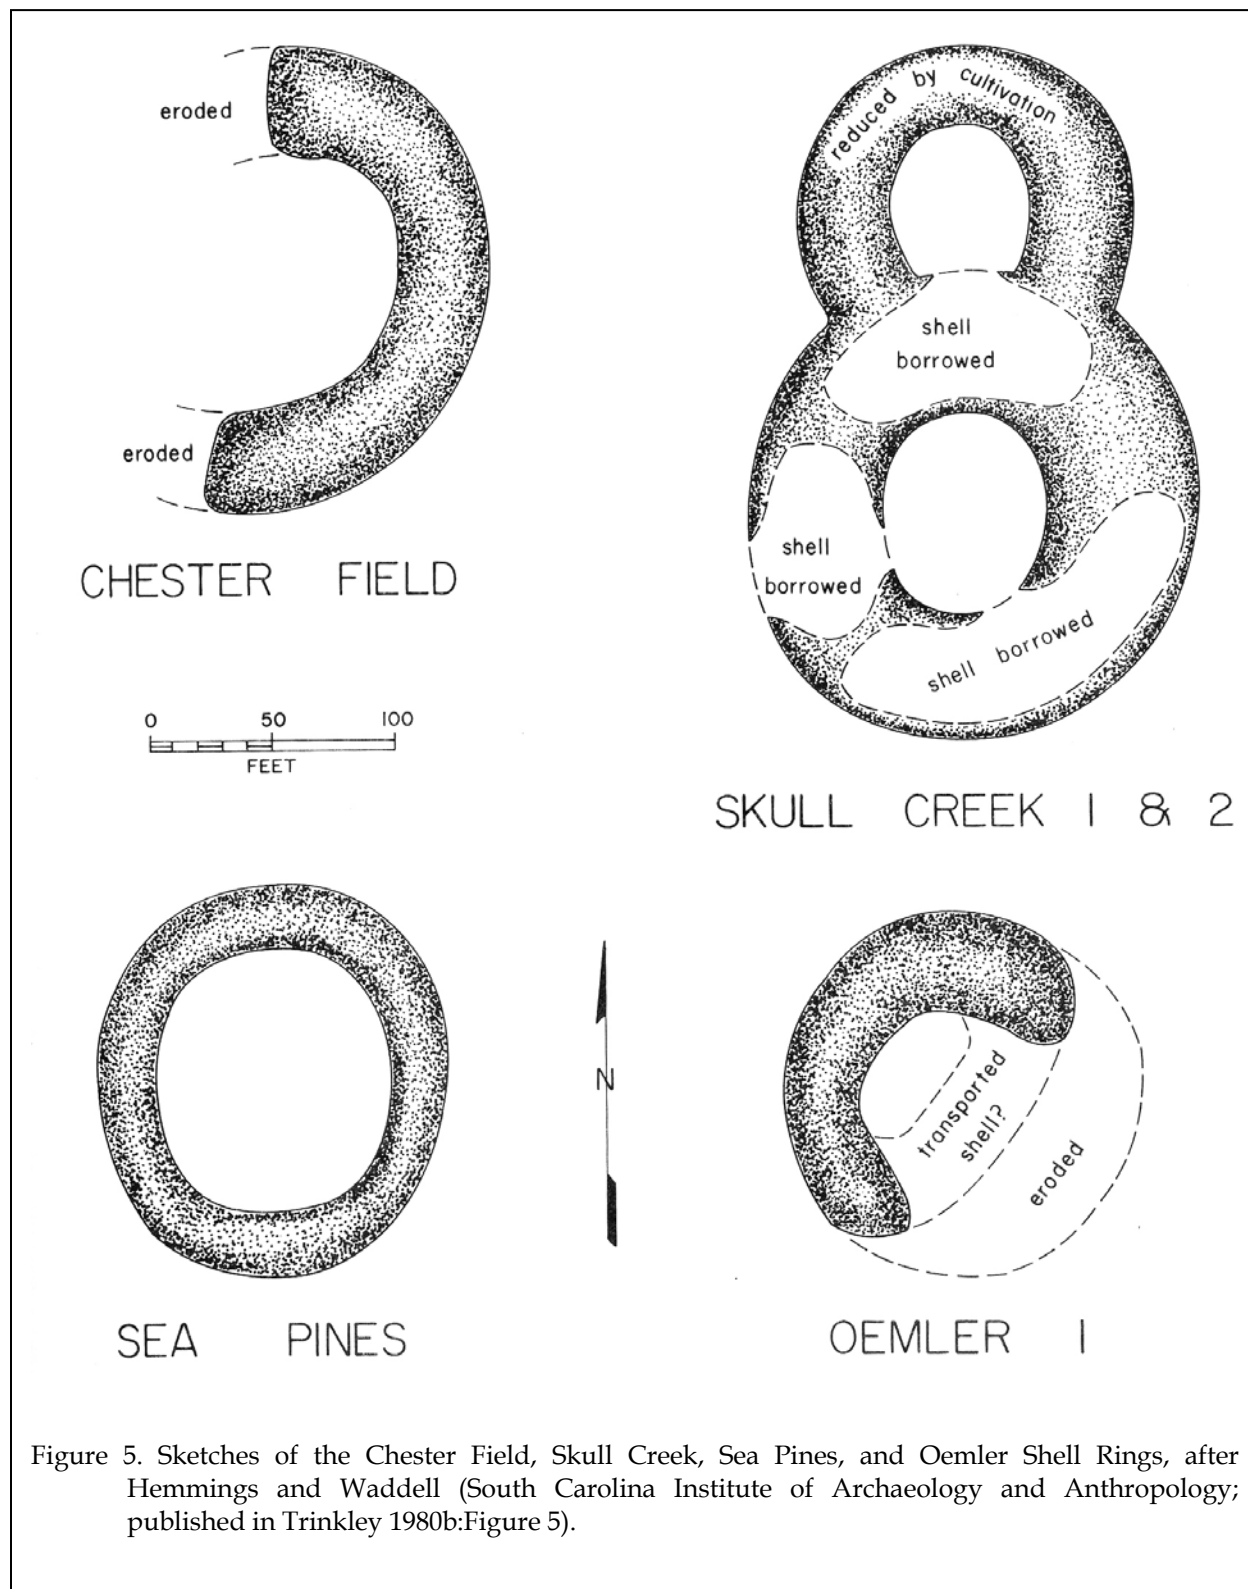 eroded
eroded
CHESTER FIELD
reduced by cultivation
shell
borrowed
shell
borrowed
shell borrowed
SKULL CREEK 1 & 2
0 50 100
FEET
SEA PINES
N
transported
shell?
eroded
OEMLER 1
Figure 5. Sketches of the Chester Field, Skull Creek, Sea Pines, and Oemler Shell Rings, after
Hemmings and Waddell (South Carolina Institute of Archaeology and Anthropology;
published in Trinkley 1980b:Figure 5).